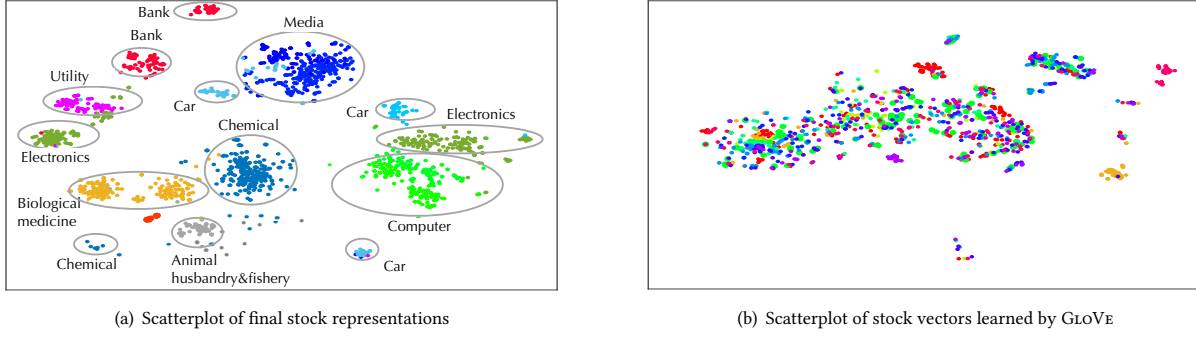 Bank
Media
Bank
Utility
Car
Car
Electronics
Chemical
Electronics
Biological
medicine
Computer
Chemical
Animal
husbandry&fishery
Car
(a) Scatterplot of final stock representations
(b) Scatterplot of stock vectors learned by GLOVE